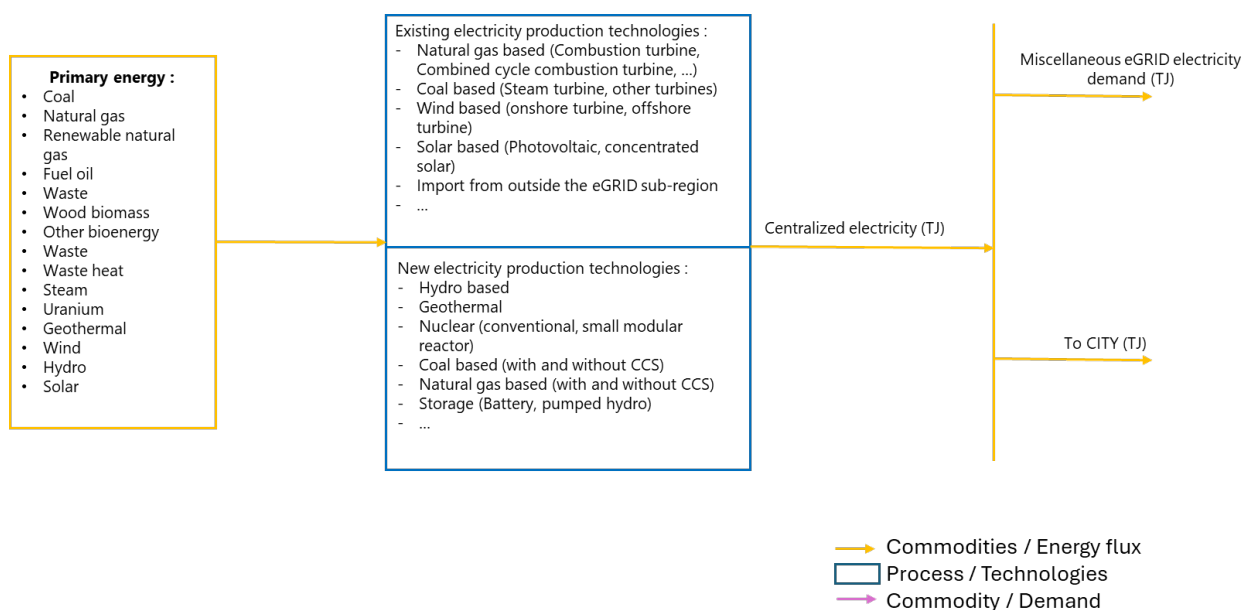 Primary energy :
• Coal
• Natural gas
• Renewable natural
gas
• Fuel oil
• Waste
• Wood biomass
• Other bioenergy
• Waste
• Waste heat
• Steam
• Uranium
• Geothermal
• Wind
• Hydro
• Solar
Existing electricity production technologies :
- Natural gas based (Combustion turbine,
Combined cycle combustion turbine, ...)
- Coal based (Steam turbine, other turbines)
- Wind based (onshore turbine, offshore
turbine)
- Solar based (Photovoltaic, concentrated
solar)
- Import from outside the eGRID sub-region
- ...
New electricity production technologies :
- Hydro based
- Geothermal
- Nuclear (conventional, small modular
reactor)
- Coal based (with and without CCS)
- Natural gas based (with and without CCS)
- Storage (Battery, pumped hydro)
- ...
Centralized electricity (TJ)
Miscellaneous eGRID electricity
demand (TJ)
To CITY (TJ)
Commodities / Energy flux
Process / Technologies
Commodity / Demand